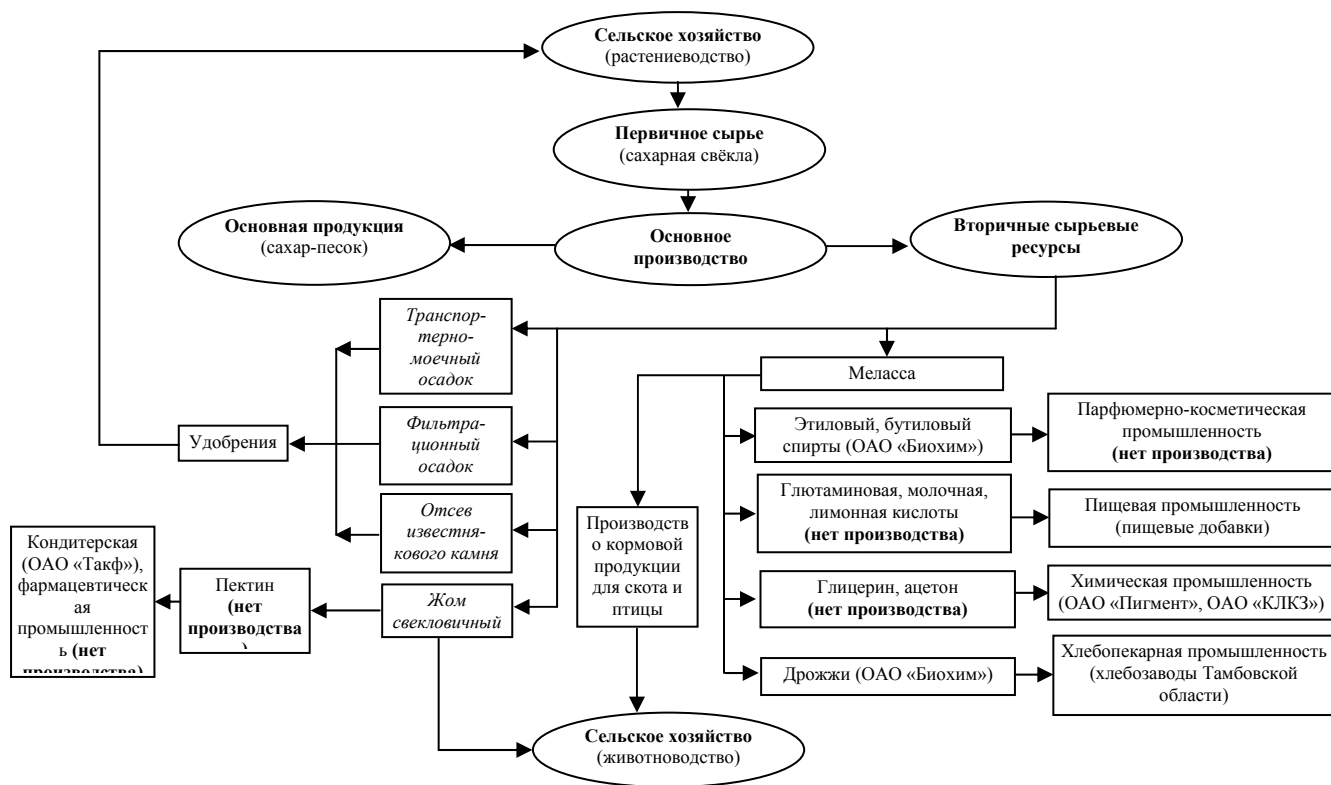 Сельское хозяйство
(растениеводство)
Первичное сырье
(сахарная свёкла)
Основная продукция
(сахар-песок)
Основное
производство
Вторичные сырьевые
ресурсы
Транспор-
терно-
моечный
осадок
Меласса
Фильтра-
ционный
осадок
Удобрения
Этиловый, бутиловый
спирты (ОАО «Биохим»)
Парфюмерно-косметическая
промышленность
(нет производства)
Отсев
известня-
кового камня
Производств
о кормовой
продукции
для скота и
птицы
Глютаминовая, молочная,
лимонная кислоты
(нет производства)
Пищевая промышленность
(пищевые добавки)
Кондитерская
(ОАО «Такф»),
фармацевтическ
ая
промышленност
ь (нет
производства)
Пектин
(нет
производства
)
Жом
свекловичный
Глицерин, ацетон
(нет производства)
Химическая промышленность
(ОАО «Пигмент», ОАО «КЛКЗ»)
Дрожжи (ОАО «Биохим»)
Хлебопекарная промышленность
(хлебозаводы Тамбовской
области)
Сельское хозяйство
(животноводство)